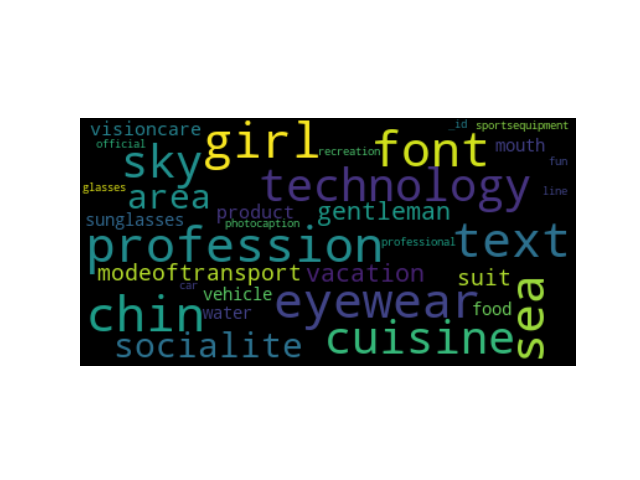 visioncare
_id
sportsequipment
official
girl
font
mouth
sky
recreation
fun
glasses
technology
line
area
sunglasses
product
gentleman
photocaption
profession
professional
text
modeoftransport
vacation
suit
car
vehicle
eyewear
sea
chin
water
food
socialite
cuisine